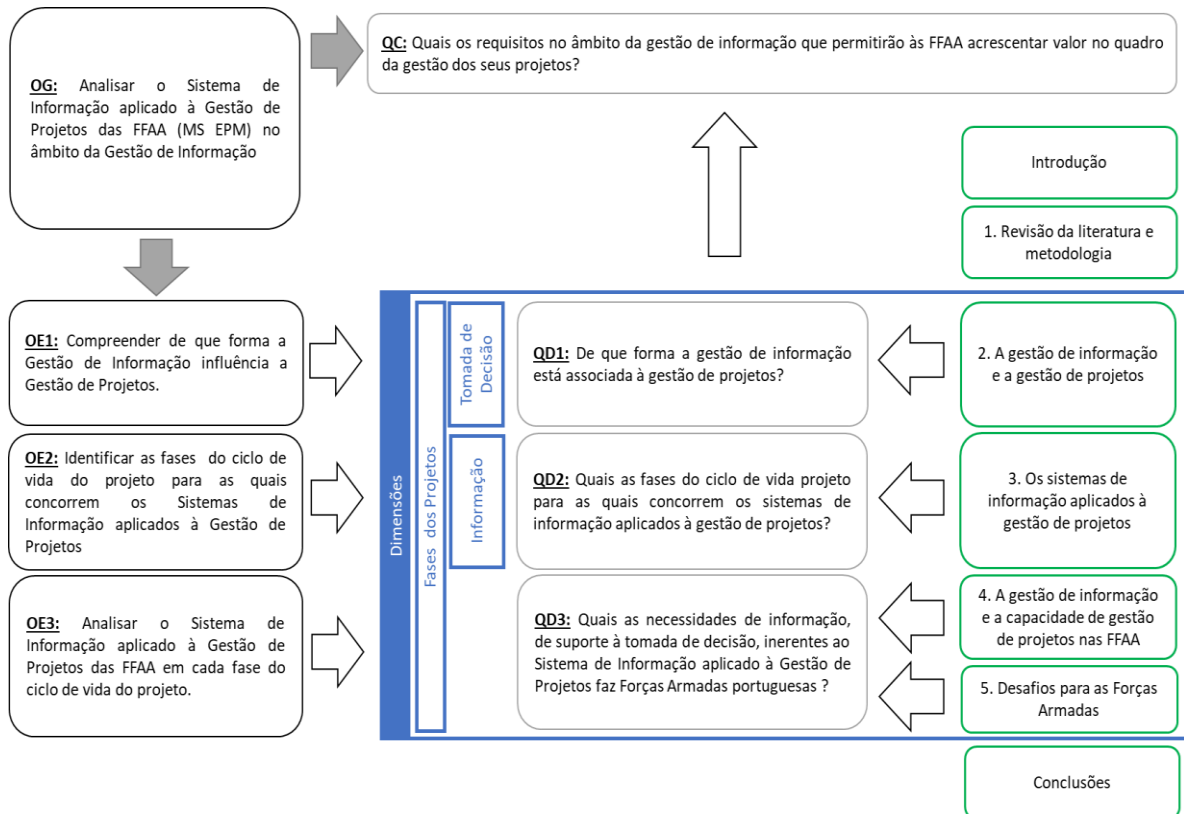 OG: Analisar o Sistema de
Informação aplicado à Gestão de
Projetos das FFAA (MS EPM) no
âmbito da Gestão de Informação
QC: Quais os requisitos no âmbito da gestão de informação que permitirão às FFAA acrescentar valor no quadro
da gestão dos seus projetos?
Introdução
1. Revisão da literatura e
metodologia
OE1: Compreender de que forma a
Gestão de Informação influência a
Gestão de Projetos.
OE2: Identificar as fases do ciclo de
vida do projeto para as quais
concorrem os Sistemas de
Informação aplicados à Gestão de
Projetos
OE3: Analisar o Sistema de
Informação aplicado à Gestão de
Projetos das FFAA em cada fase do
ciclo de vida do projeto.
Dimensões
Fases dos Projetos
Tomada de
Decisão
Informação
QD1: De que forma a gestão de informação
está associada à gestão de projetos?
QD2: Quais as fases do ciclo de vida projeto
para as quais concorrem os sistemas de
informação aplicados à gestão de projetos?
QD3: Quais as necessidades de informação,
de suporte à tomada de decisão, inerentes ao
Sistema de Informação aplicado à Gestão de
Projetos faz Forças Armadas portuguesas ?
2. A gestão de informação
e a gestão de projetos
3. Os sistemas de
informação aplicados à
gestão de projetos
4. A gestão de informação
e a capacidade de gestão
de projetos nas FFAA
5. Desafios para as Forças
Armadas
Conclusões